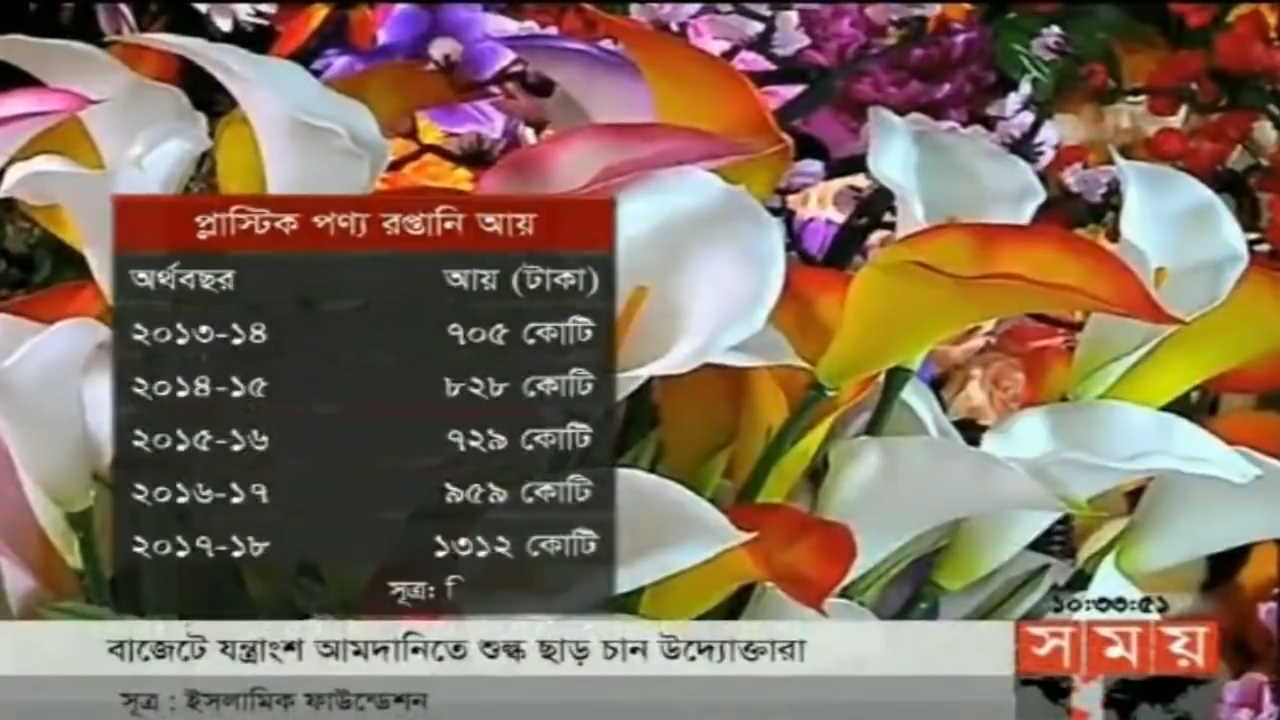 প্লাস্টিক পণ্য রপ্তানি আয়
অর্থবছর আয় (টাকা)
২০১৩-১৪ ৭০৫ কোটি
২০১৪-১৫ ৮২৮ কোটি
২০১৫-১৬ ৭২৯ কোটি
২০১৬-১৭ ৯৫৯ কোটি
২০১৭-১৮ ১৩১২ কোটি
সূত্র:
১০:৩৩:৫১
বাজেটে যন্ত্রাংশ আমদানিতে শুল্ক ছাড় চান উদ্যোক্তারা
সময়
সূত্র : ইসলামিক ফাউন্ডেশন